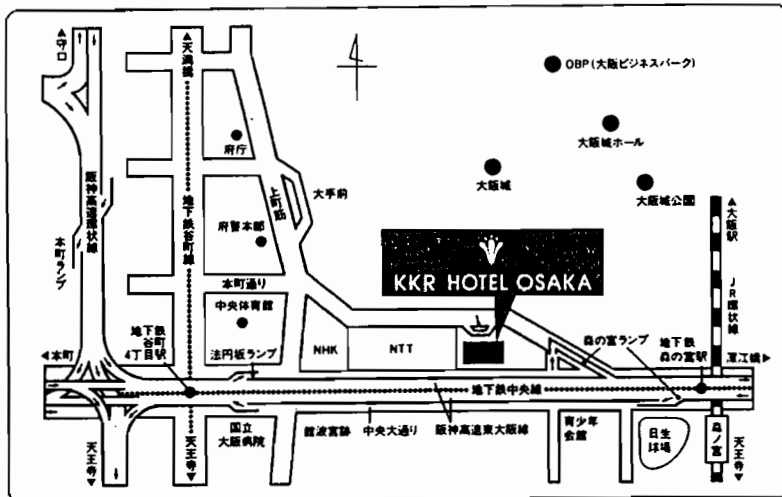 ▲守口
▲天満橋
OBP(大阪ビジネスパーク)
府庁
大阪城ホール
大阪城
阪神高速環状線
地下鉄谷町線
上町筋
大手前
大阪城公園
▲大阪駅
本町ランプ
府警本部
KKR HOTEL OSAKA
JR環状線
本町通り
中央体育館
地下鉄
谷町
4丁目駅
法円坂ランプ
NHK
NTT
森の宮ランプ
地下鉄
森の宮駅
深江橋▶
◀本町
地下鉄中央線
天王寺▼
天王寺▼
国立
大阪病院
館波宮跡
中央大通り
阪神高速東大阪線
青少年
会館
日生
球場
森ノ宮
天王寺▼